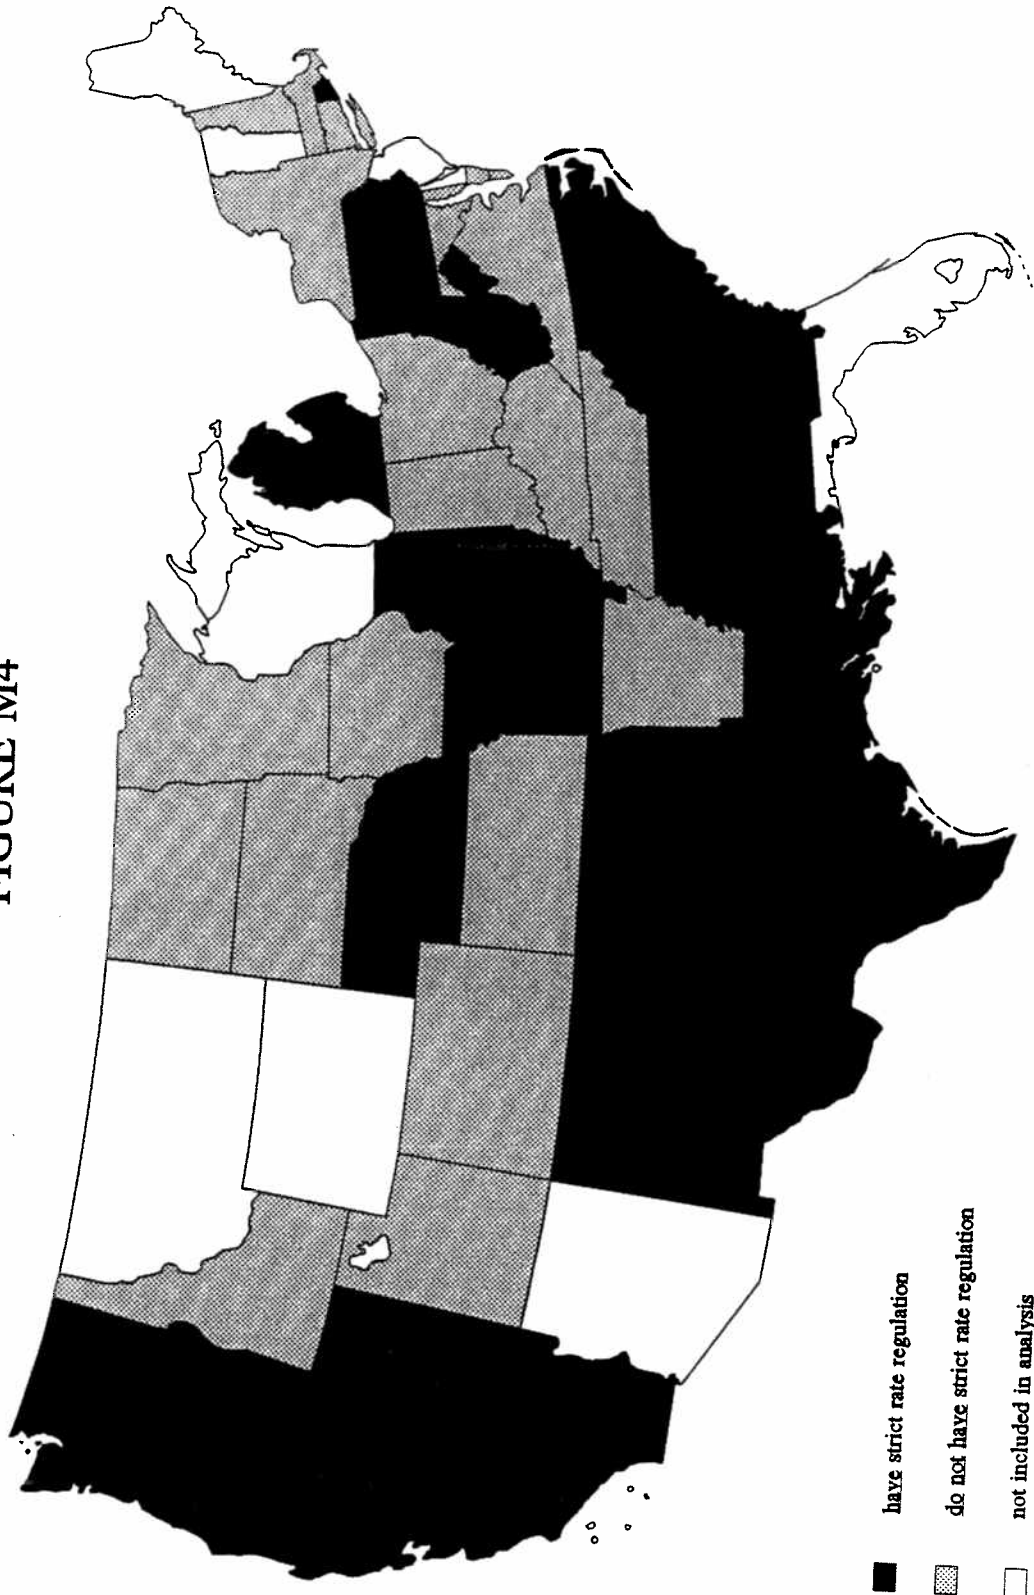 FIGURE M4
have strict rate regulation
do not have strict rate regulation
not included in analysis